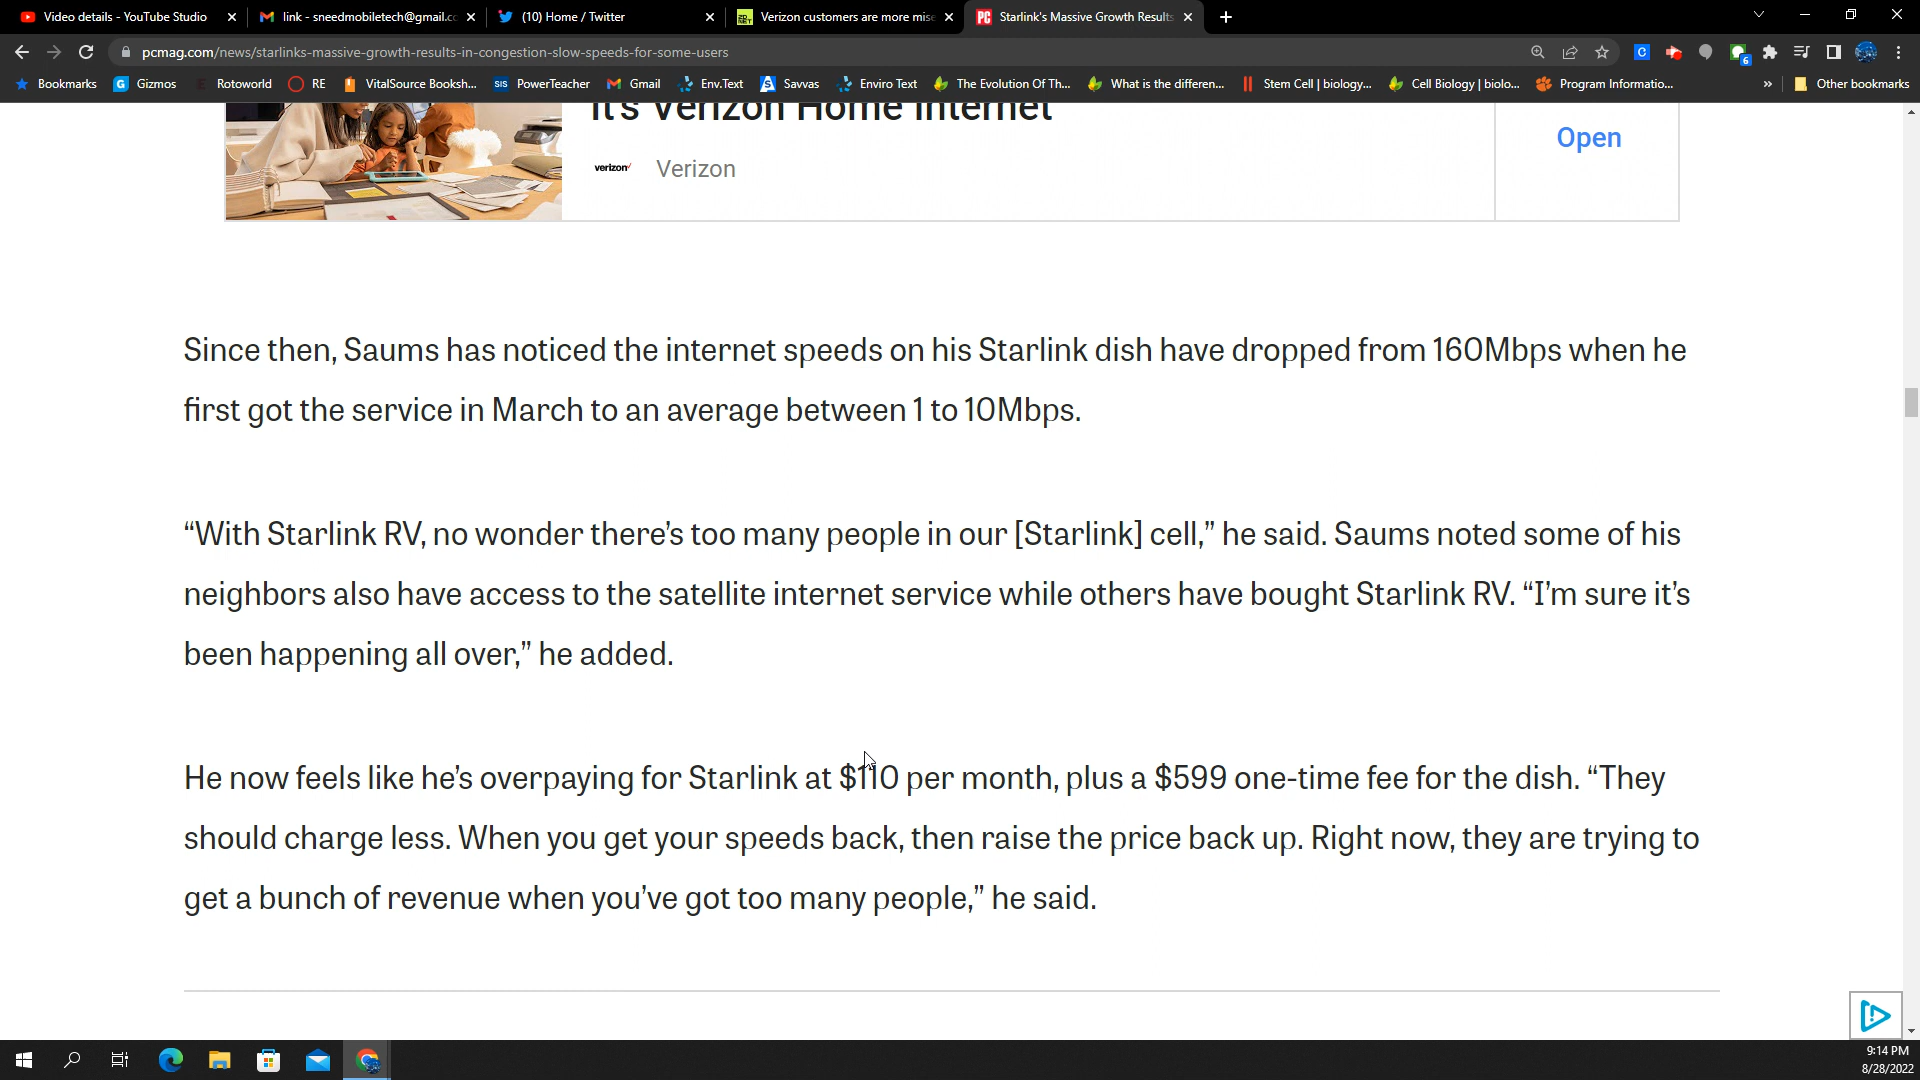 Video details - YouTube Studio
link - sneedmobiletech@gmail.cc
(10) Home / Twitter
Verizon customers are more mise
PC Starlink's Massive Growth Results
pcmag.com/news/starlinks-massive-growth-results-in-congestion-slow-speeds-for-some-users
C
6
Bookmarks
G Gizmos
Rotoworld
RE
VitalSource Booksh...
SIS PowerTeacher
Gmail
Env.Text
S Savvas
Enviro Text
The Evolution Of Th...
What is the differen...
Stem Cell | biology...
Cell Biology | biolo...
Program Informatio...
»
Other bookmarks
It's Verizon Home Internet
Open
verizon
Verizon
Since then, Saums has noticed the internet speeds on his Starlink dish have dropped from 160Mbps when he
first got the service in March to an average between 1 to 10Mbps.
“With Starlink RV, no wonder there’s too many people in our [Starlink] cell,” he said. Saums noted some of his
neighbors also have access to the satellite internet service while others have bought Starlink RV. “I’m sure it’s
been happening all over,” he added.
He now feels like he’s overpaying for Starlink at $110 per month, plus a $599 one-time fee for the dish. “They
should charge less. When you get your speeds back, then raise the price back up. Right now, they are trying to
get a bunch of revenue when you’ve got too many people,” he said.
9:14 PM
8/28/2022